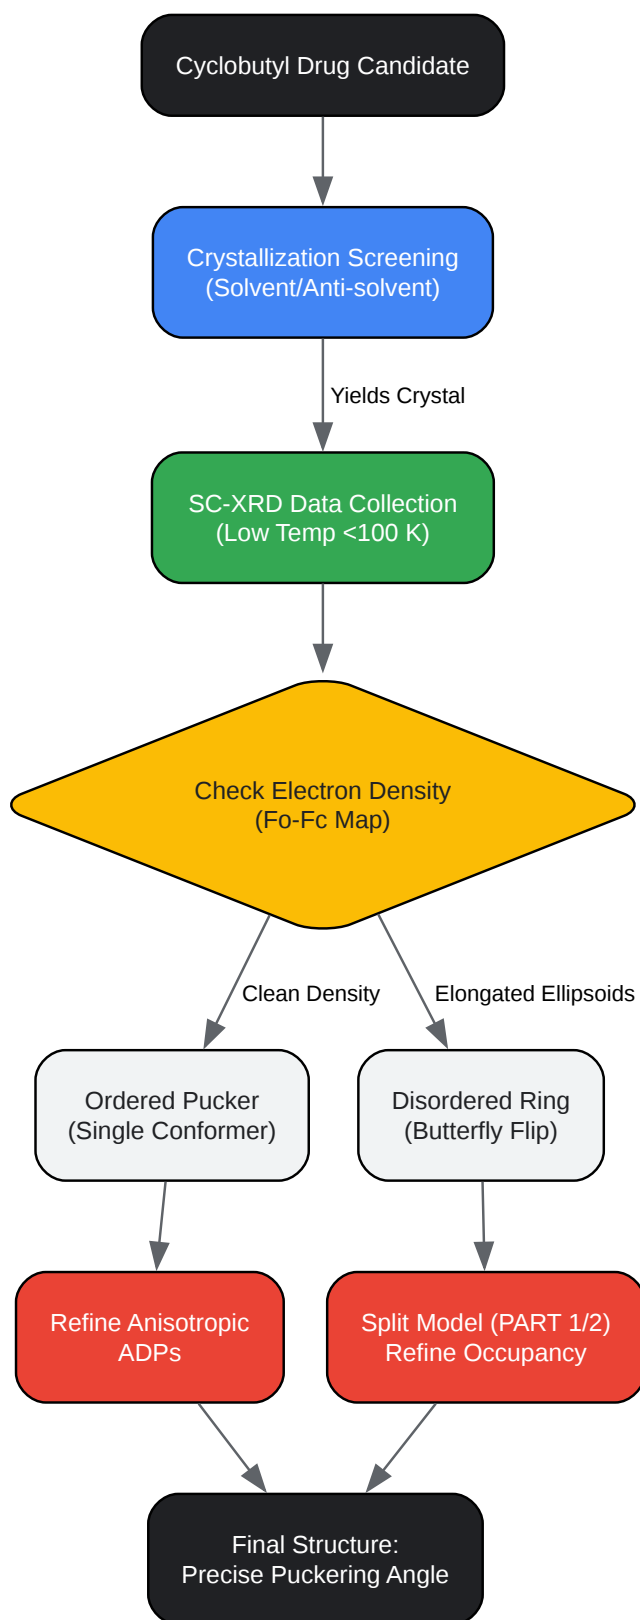 Cyclobutyl Drug Candidate
Crystallization Screening
(Solvent/Anti-solvent)
Yields Crystal
SC-XRD Data Collection
(Low Temp <100 K)
Check Electron Density
(Fo-Fc Map)
Clean Density
Elongated Ellipsoids
Ordered Pucker
(Single Conformer)
Disordered Ring
(Butterfly Flip)
Refine Anisotropic
ADPs
Split Model (PART 1/2)
Refine Occupancy
Final Structure:
Precise Puckering Angle